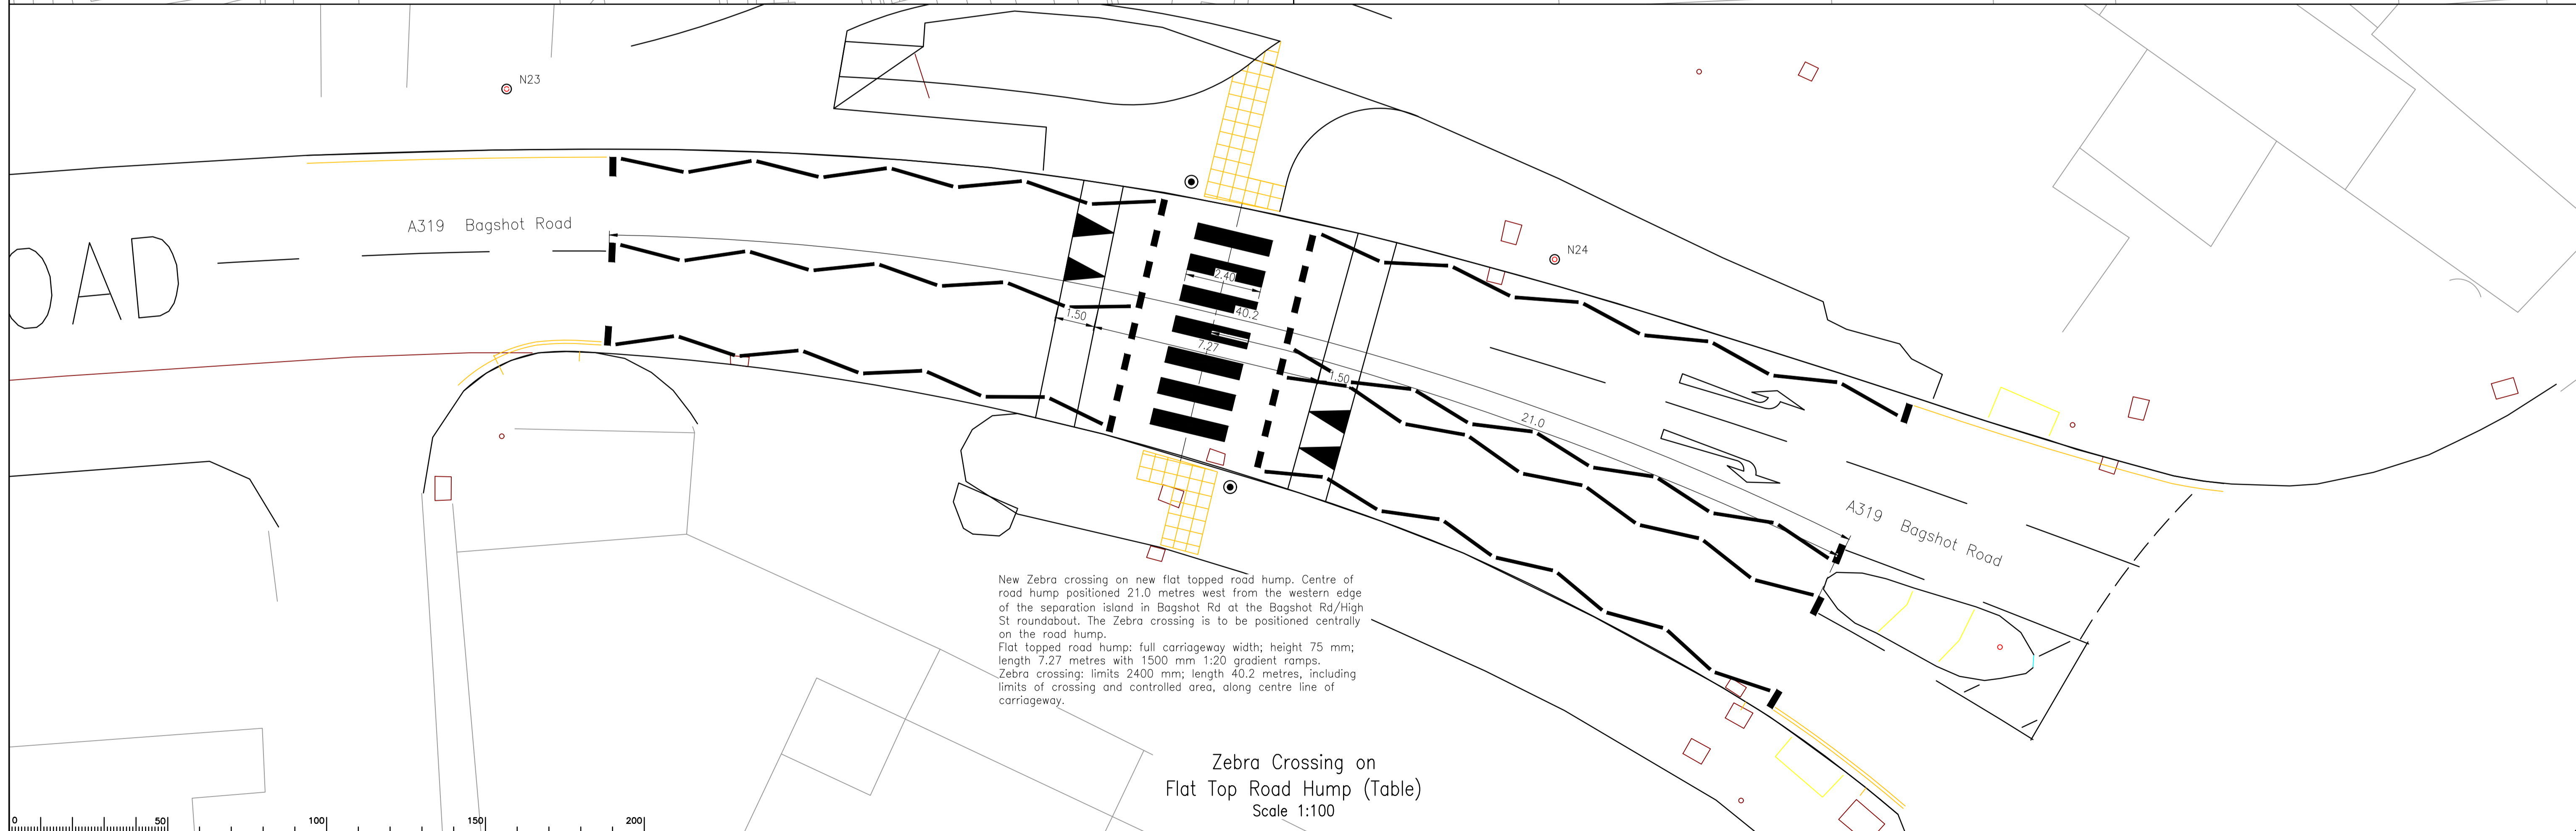 N23
A319 Bagshot Road
OAD
N24
2.40
1.50
40.2
7.27
1.50
21.0
A319 Bagshot Road
New Zebra crossing on new flat topped road hump. Centre of
road hump positioned 21.0 metres west from the western edge
of the separation island in Bagshot Rd at the Bagshot Rd/High
St roundabout. The Zebra crossing is to be positioned centrally
on the road hump.
Flat topped road hump: full carriageway width; height 75 mm;
length 7.27 metres with 1500 mm 1:20 gradient ramps.
Zebra crossing: limits 2400 mm; length 40.2 metres, including
limits of crossing and controlled area, along centre line of
carriageway.
Zebra Crossing on
Flat Top Road Hump (Table)
Scale 1:100
0 50 100 150 200